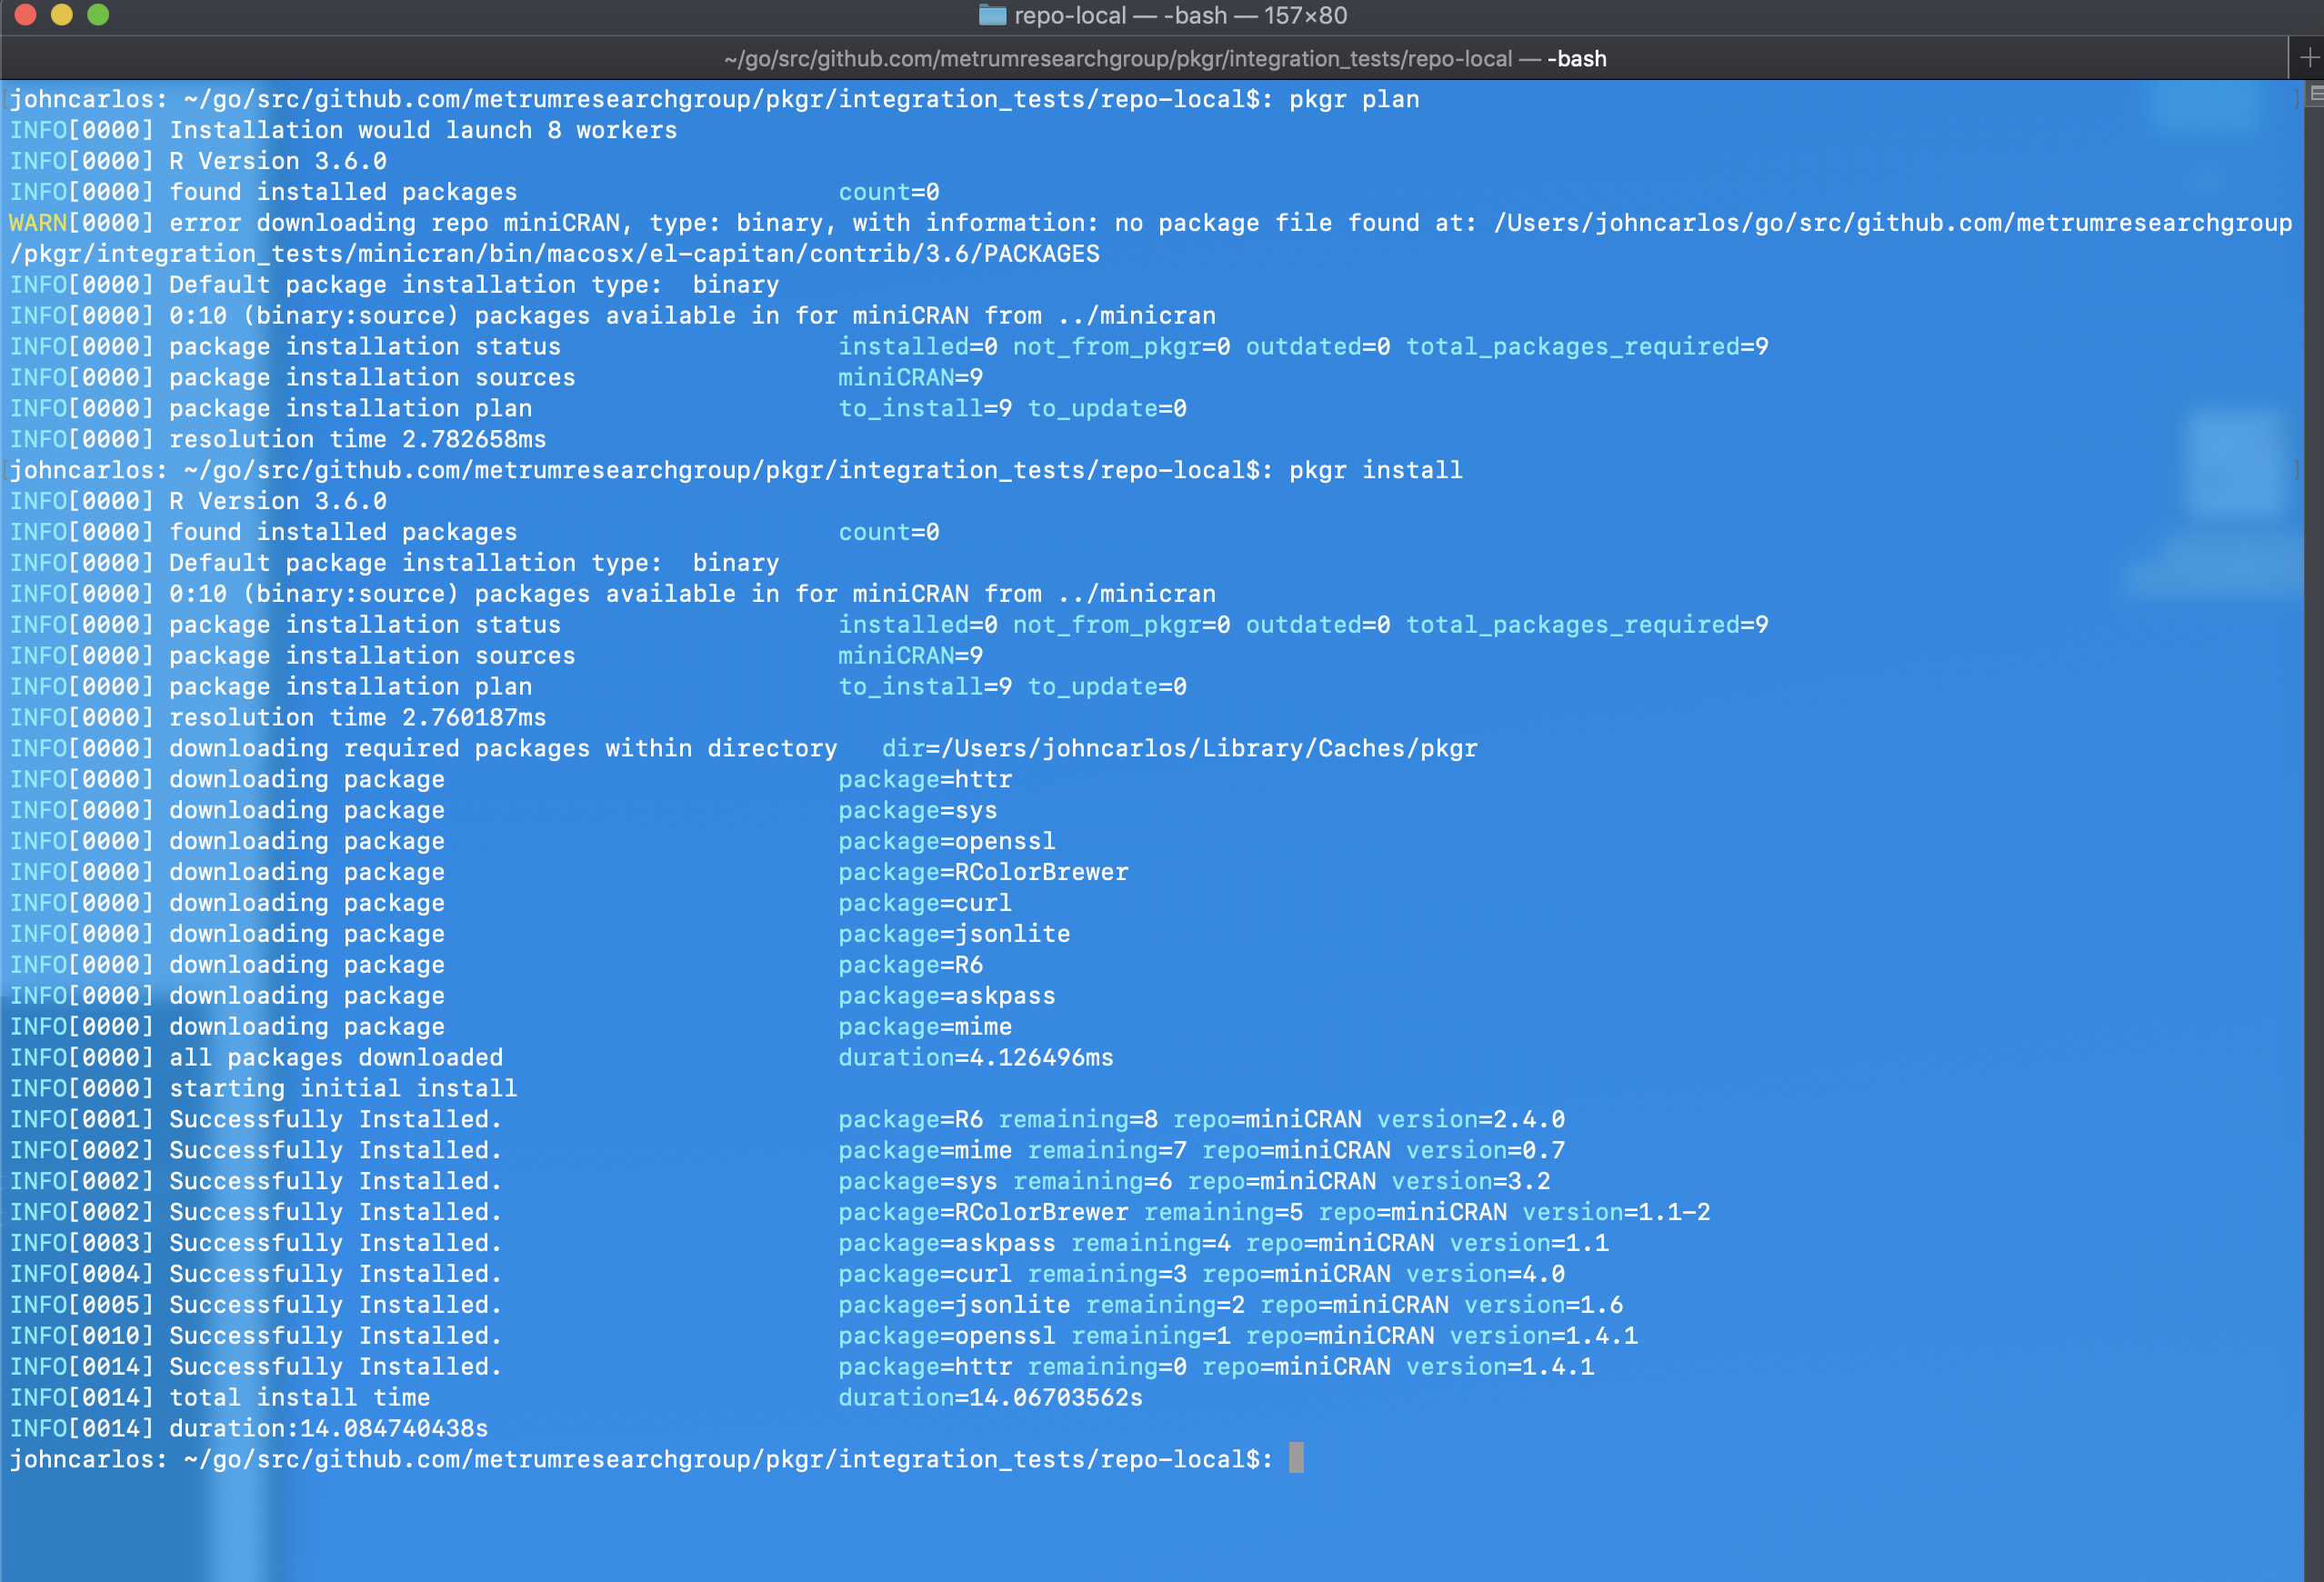 repo-local — -bash — 157×80
~/go/src/github.com/metrumresearchgroup/pkgr/integration_tests/repo-local — -bash
johncarlos: ~/go/src/github.com/metrumresearchgroup/pkgr/integration_tests/repo-local$: pkgr plan
INFO[0000] Installation would launch 8 workers
INFO[0000] R Version 3.6.0
INFO[0000] found installed packages count=0
WARN[0000] error downloading repo miniCRAN, type: binary, with information: no package file found at: /Users/johncarlos/go/src/github.com/metrumresearchgroup
/pkgr/integration_tests/minicran/bin/macosx/el-capitan/contrib/3.6/PACKAGES
INFO[0000] Default package installation type:  binary
INFO[0000] 0:10 (binary:source) packages available in for miniCRAN from ../minicran
INFO[0000] package installation status installed=0 not_from_pkgr=0 outdated=0 total_packages_required=9
INFO[0000] package installation sources miniCRAN=9
INFO[0000] package installation plan to_install=9 to_update=0
INFO[0000] resolution time 2.782658ms
johncarlos: ~/go/src/github.com/metrumresearchgroup/pkgr/integration_tests/repo-local$: pkgr install
INFO[0000] R Version 3.6.0
INFO[0000] found installed packages count=0
INFO[0000] Default package installation type:  binary
INFO[0000] 0:10 (binary:source) packages available in for miniCRAN from ../minicran
INFO[0000] package installation status installed=0 not_from_pkgr=0 outdated=0 total_packages_required=9
INFO[0000] package installation sources miniCRAN=9
INFO[0000] package installation plan to_install=9 to_update=0
INFO[0000] resolution time 2.760187ms
INFO[0000] downloading required packages within directory dir=/Users/johncarlos/Library/Caches/pkgr
INFO[0000] downloading package package=httr
INFO[0000] downloading package package=sys
INFO[0000] downloading package package=openssl
INFO[0000] downloading package package=RColorBrewer
INFO[0000] downloading package package=curl
INFO[0000] downloading package package=jsonlite
INFO[0000] downloading package package=R6
INFO[0000] downloading package package=askpass
INFO[0000] downloading package package=mime
INFO[0000] all packages downloaded duration=4.126496ms
INFO[0000] starting initial install
INFO[0001] Successfully Installed. package=R6 remaining=8 repo=miniCRAN version=2.4.0
INFO[0002] Successfully Installed. package=mime remaining=7 repo=miniCRAN version=0.7
INFO[0002] Successfully Installed. package=sys remaining=6 repo=miniCRAN version=3.2
INFO[0002] Successfully Installed. package=RColorBrewer remaining=5 repo=miniCRAN version=1.1-2
INFO[0003] Successfully Installed. package=askpass remaining=4 repo=miniCRAN version=1.1
INFO[0004] Successfully Installed. package=curl remaining=3 repo=miniCRAN version=4.0
INFO[0005] Successfully Installed. package=jsonlite remaining=2 repo=miniCRAN version=1.6
INFO[0010] Successfully Installed. package=openssl remaining=1 repo=miniCRAN version=1.4.1
INFO[0014] Successfully Installed. package=httr remaining=0 repo=miniCRAN version=1.4.1
INFO[0014] total install time duration=14.06703562s
INFO[0014] duration:14.084740438s
johncarlos: ~/go/src/github.com/metrumresearchgroup/pkgr/integration_tests/repo-local$: